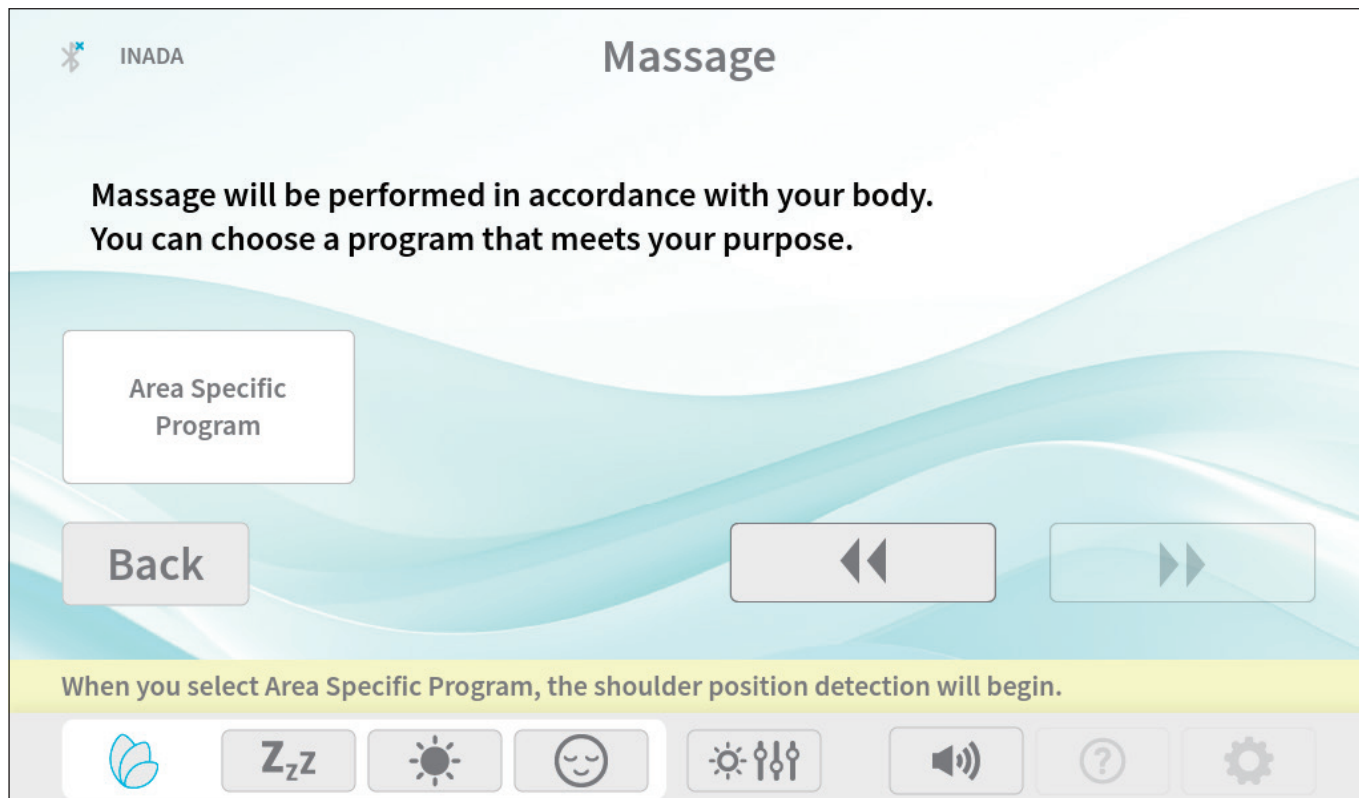 INADA
Massage
Massage will be performed in accordance with your body.
You can choose a program that meets your purpose.
Area Specific
Program
Back
When you select Area Specific Program, the shoulder position detection will begin.
ZzZ
?